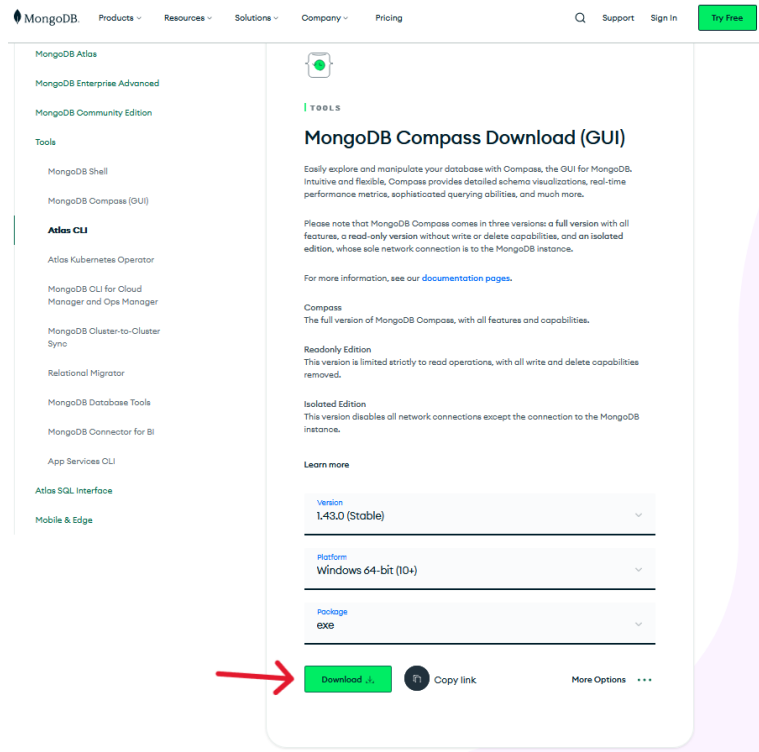 MongoDB.
Products
Resources
Solutions
Company
Pricing
Support
Sign In
Try Free
MongoDB Atlas
MongoDB Enterprise Advanced
MongoDB Community Edition
Tools
MongoDB Shell
MongoDB Compass (GUI)
Atlas CLI
Atlas Kubernetes Operator
MongoDB CLI for Cloud
Manager and Ops Manager
MongoDB Cluster-to-Cluster
Sync
Relational Migrator
MongoDB Database Tools
MongoDB Connector for BI
App Services CLI
Atlas SQL Interface
Mobile & Edge
TOOLS
MongoDB Compass Download (GUI)
Easily explore and manipulate your database with Compass, the GUI for MongoDB.
Intuitive and flexible, Compass provides detailed schema visualizations, real-time
performance metrics, sophisticated querying abilities, and much more.
Please note that MongoDB Compass comes in three versions: a full version with all
features, a read-only version without write or delete capabilities, and an isolated
edition, whose sole network connection is to the MongoDB instance.
For more information, see our documentation pages.
Compass
The full version of MongoDB Compass, with all features and capabilities.
Readonly Edition
This version is limited strictly to read operations, with all write and delete capabilities
removed.
Isolated Edition
This version disables all network connections except the connection to the MongoDB
instance.
Learn more
Version
1.43.0 (Stable)
Platform
Windows 64-bit (10+)
Package
exe
Download
Copy link
More Options